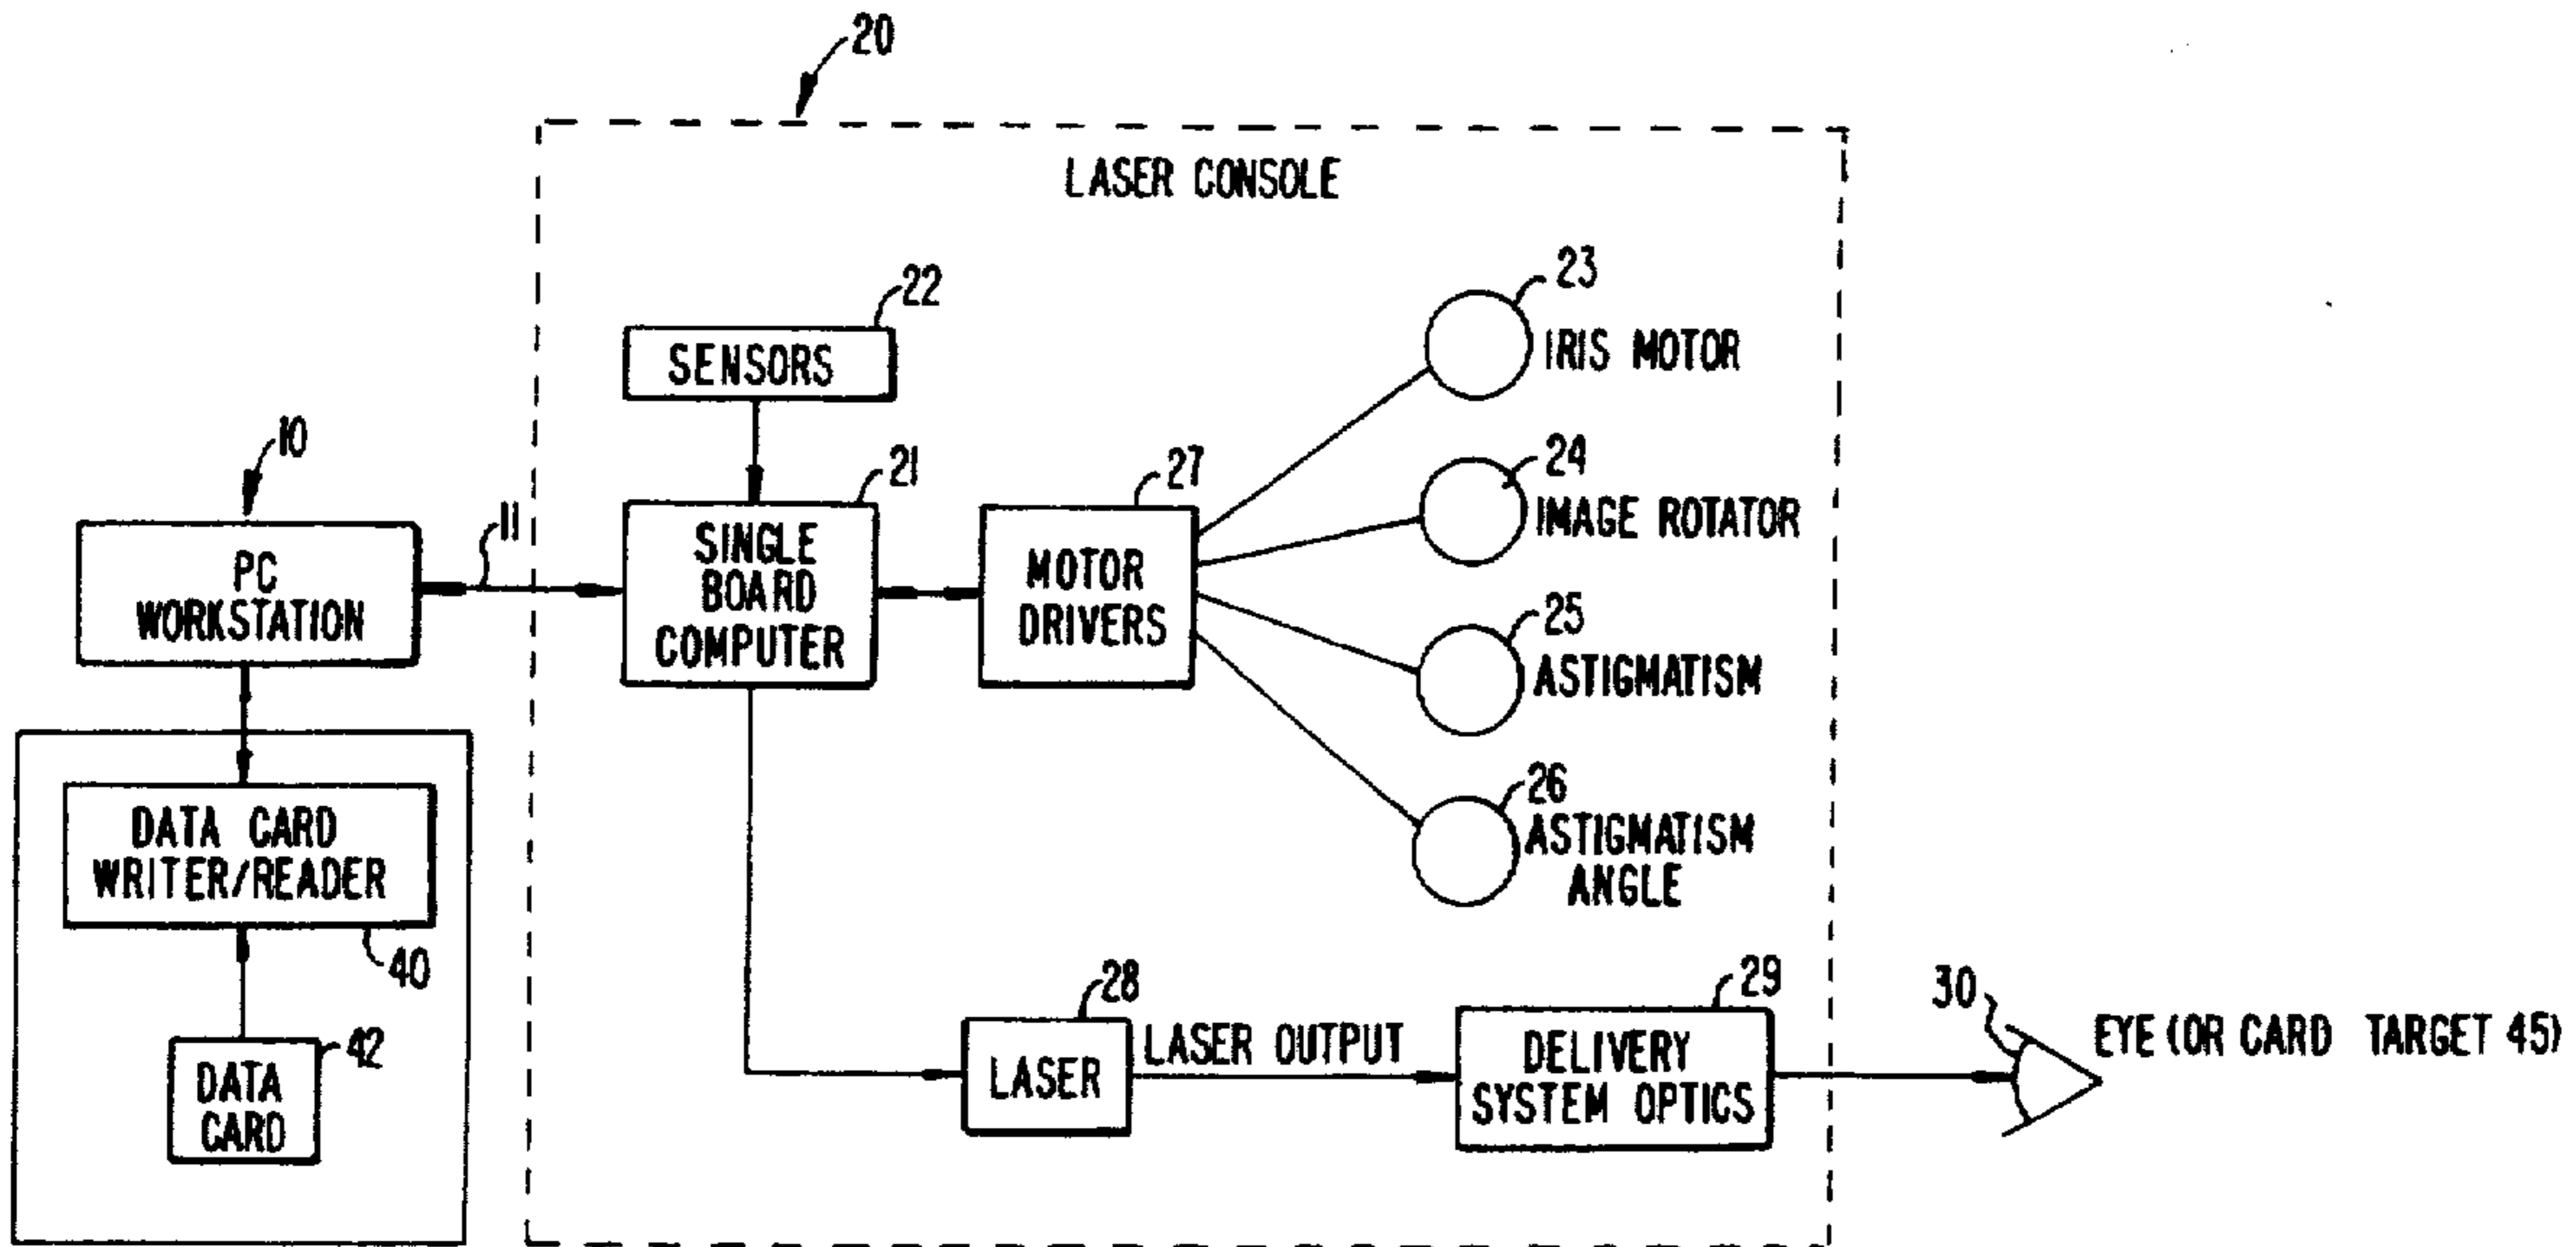 20
LASER CONSOLE
22
SENSORS
23
IRIS MOTOR
10
PC
WORKSTATION
11
21
SINGLE
BOARD
COMPUTER
27
MOTOR
DRIVERS
24
IMAGE ROTATOR
25
ASTIGMATISM
26
ASTIGMATISM
ANGLE
DATA CARD
WRITER/READER
40
42
DATA
CARD
28
LASER
LASER OUTPUT
29
DELIVERY
SYSTEM OPTICS
30
EYE (OR CARD TARGET 45)